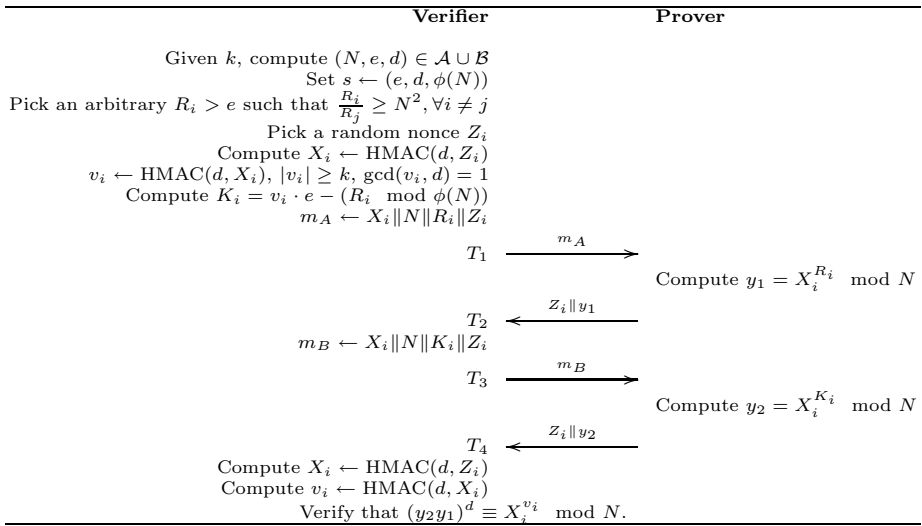 Verifier Prover
Given k, compute (N, e, d) ∈ 𝒜 ∪ ℬ
Set s ← (e, d, ϕ(N))
Pick an arbitrary R_i > e such that R_i/R_j ≥ N^2, ∀i ≠ j
Pick a random nonce Z_i
Compute X_i ← HMAC(d, Z_i)
v_i ← HMAC(d, X_i), |v_i| ≥ k, gcd(v_i, d) = 1
Compute K_i = v_i · e − (R_i mod ϕ(N))
m_A ← X_i‖N‖R_i‖Z_i
T_1 m_A
Compute y_1 = X_i^{R_i} mod N
T_2 Z_i‖y_1
m_B ← X_i‖N‖K_i‖Z_i
T_3 m_B
Compute y_2 = X_i^{K_i} mod N
T_4 Z_i‖y_2
Compute X_i ← HMAC(d, Z_i)
Compute v_i ← HMAC(d, X_i)
Verify that (y_2y_1)^d ≡ X_i^{v_i} mod N.